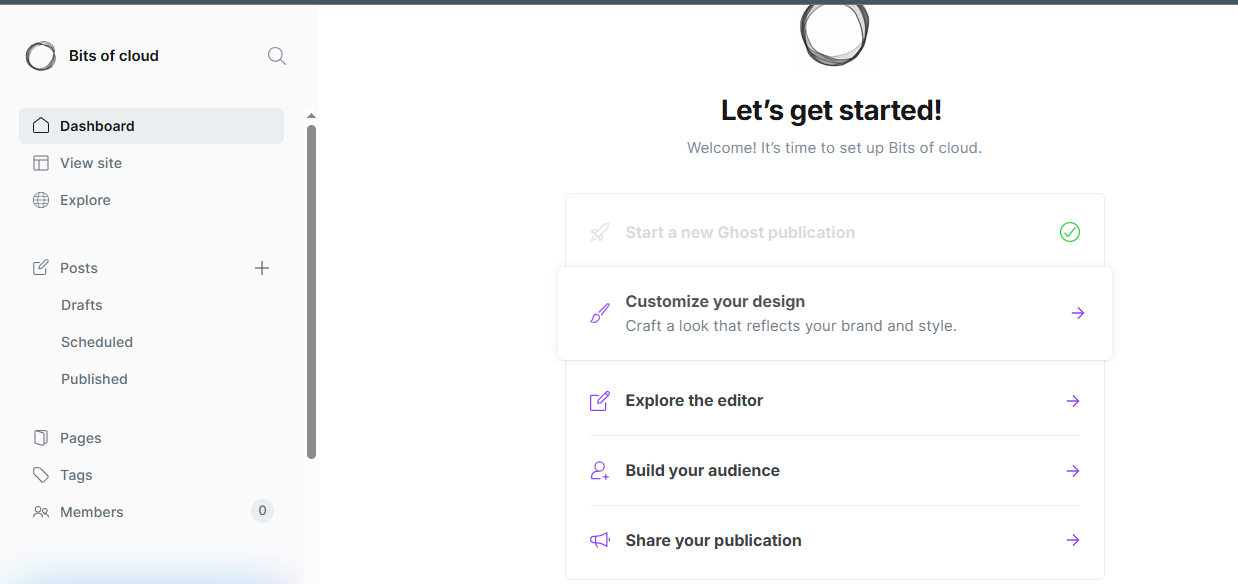 Bits of cloud
Dashboard
View site
Explore
Posts
Drafts
Scheduled
Published
Pages
Tags
Members
0
Let’s get started!
Welcome! It’s time to set up Bits of cloud.
Start a new Ghost publication
Customize your design
Craft a look that reflects your brand and style.
Explore the editor
Build your audience
Share your publication